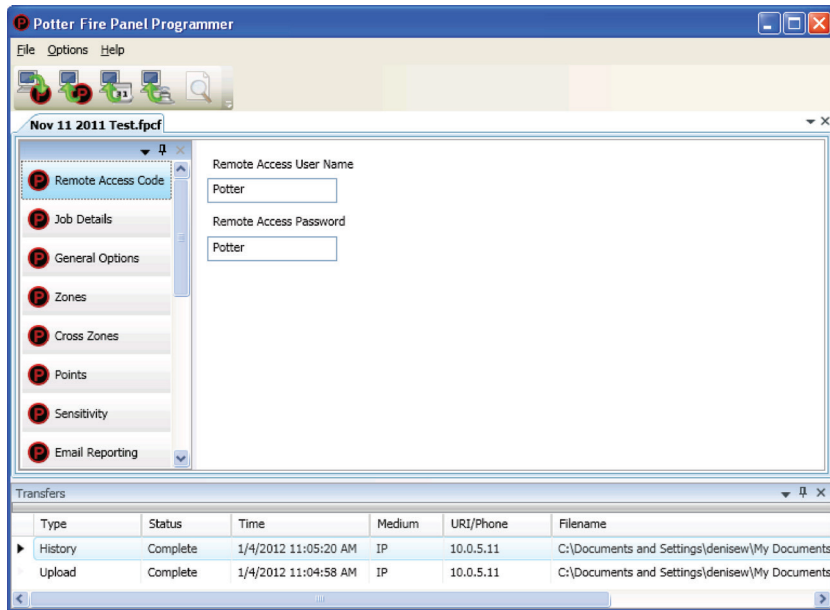 Potter Fire Panel Programmer
File Options Help
Nov 11 2011 Test.fpcf
Remote Access Code
Job Details
General Options
Zones
Cross Zones
Points
Sensitivity
Email Reporting
Remote Access User Name
Potter
Remote Access Password
Potter
Transfers
Type Status Time Medium URI/Phone Filename
History Complete 1/4/2012 11:05:20 AM IP 10.0.5.11 C:\Documents and Settings\denisew\My Documents
Upload Complete 1/4/2012 11:04:58 AM IP 10.0.5.11 C:\Documents and Settings\denisew\My Documents